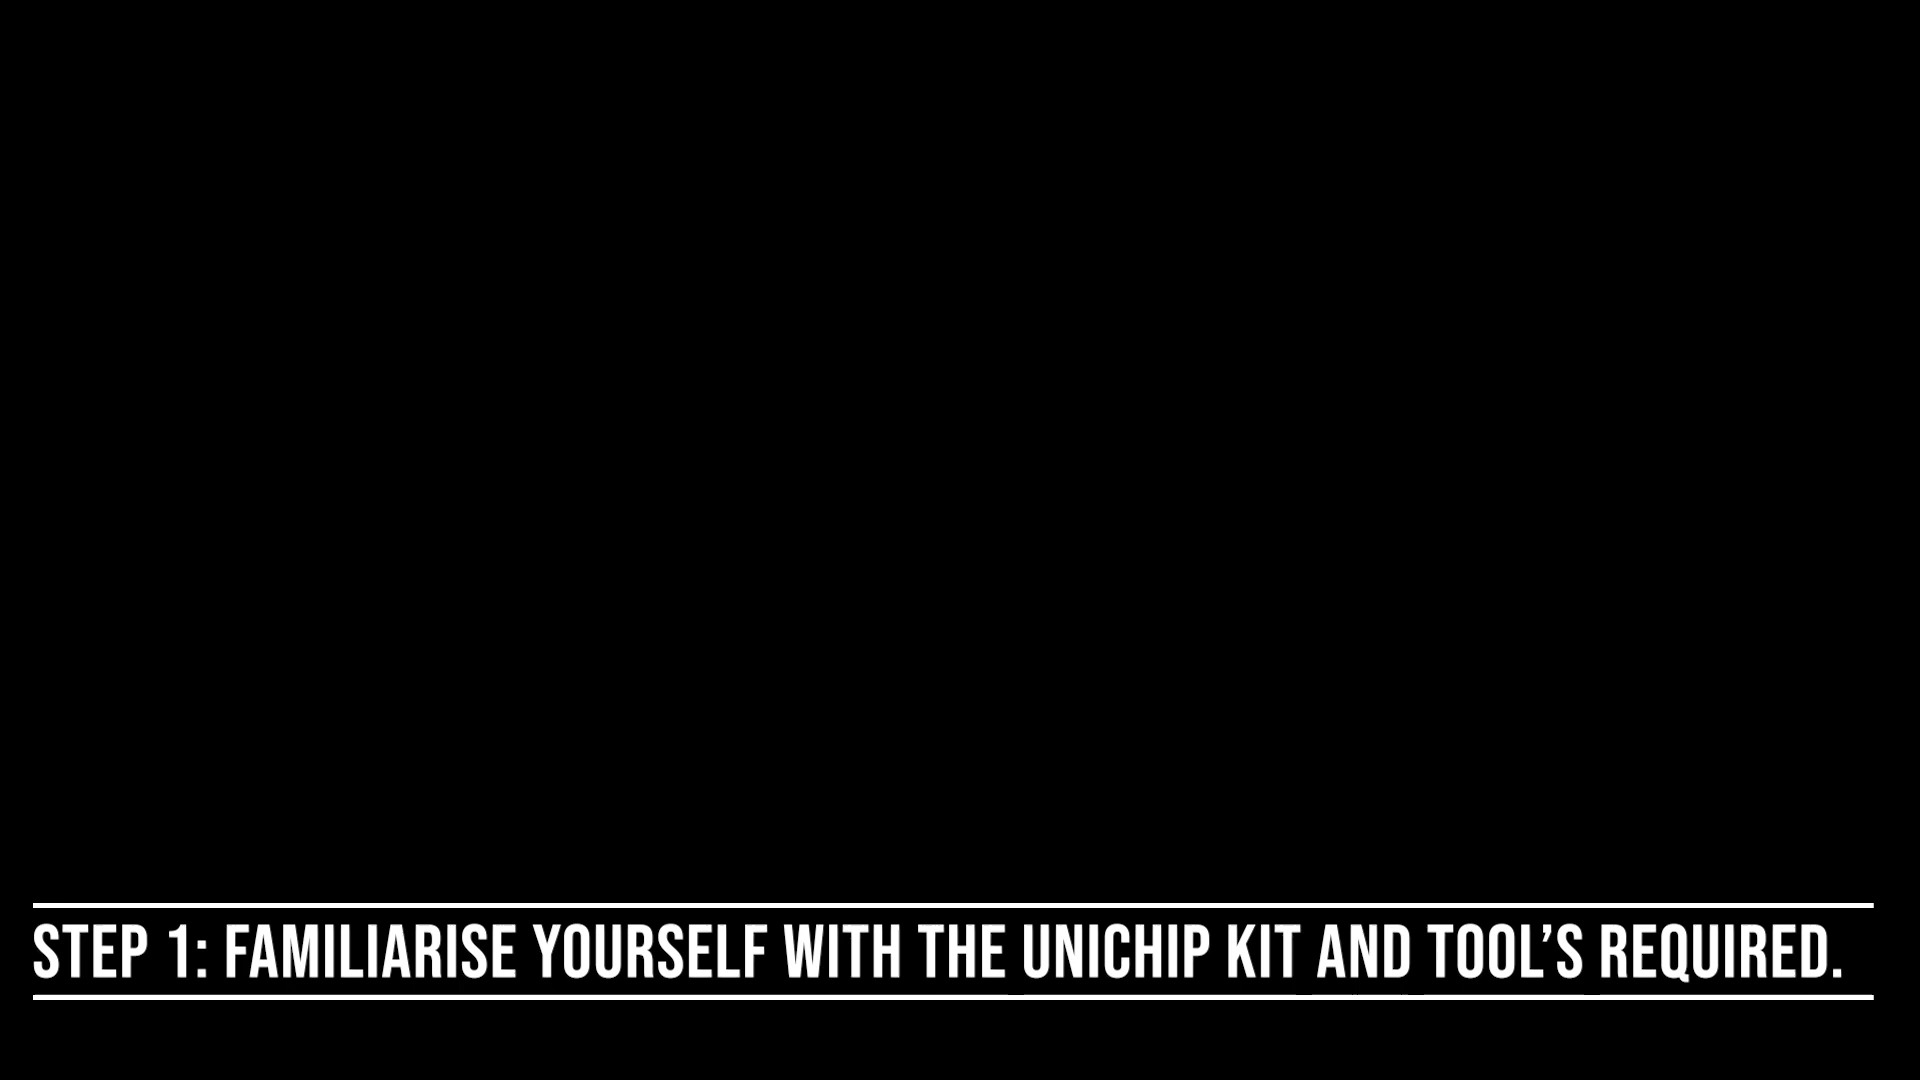 STEP 1: FAMILIARISE YOURSELF WITH THE UNICHIP KIT AND TOOL’S REQUIRED.